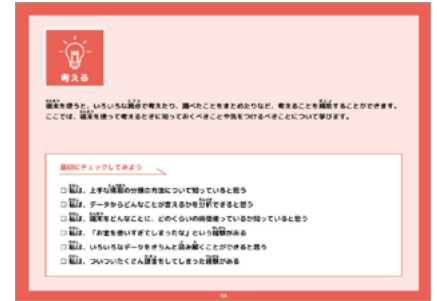 考える
端末を使うと、いろいろな視点で考えたり、調べたことをまとめたりなど、考えることを補助することができます。
ここでは、端末を使って考えるときに知っておくべきことや気をつけるべきことについて学びます。
最初にチェックしてみよう
□ 私は、上手な情報の分類の方法について知っていると思う
□ 私は、データからどんなことが言えるかを分析できると思う
□ 私は、端末をどんなことに、どのくらいの時間使っているか知っていると思う
□ 私は、「お金を使いすぎてしまったな」という経験がある
□ 私は、いろいろなデータをきちんと読み解くことができると思う
□ 私は、ついついたくさん課金をしてしまった経験がある